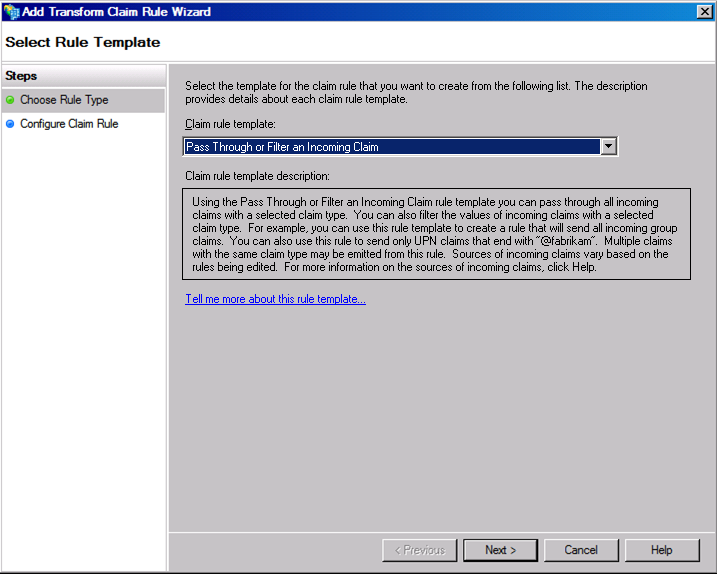 Add Transform Claim Rule Wizard
Select Rule Template
Steps
Choose Rule Type
Configure Claim Rule
Select the template for the claim rule that you want to create from the following list. The description
provides details about each claim rule template.
Claim rule template:
Pass Through or Filter an Incoming Claim
Claim rule template description:
Using the Pass Through or Filter an Incoming Claim rule template you can pass through all incoming
claims with a selected claim type. You can also filter the values of incoming claims with a selected
claim type. For example, you can use this rule template to create a rule that will send all incoming group
claims. You can also use this rule to send only UPN claims that end with "@fabrikam". Multiple claims
with the same claim type may be emitted from this rule. Sources of incoming claims vary based on the
rules being edited. For more information on the sources of incoming claims, click Help.
Tell me more about this rule template...
< Previous
Next >
Cancel
Help